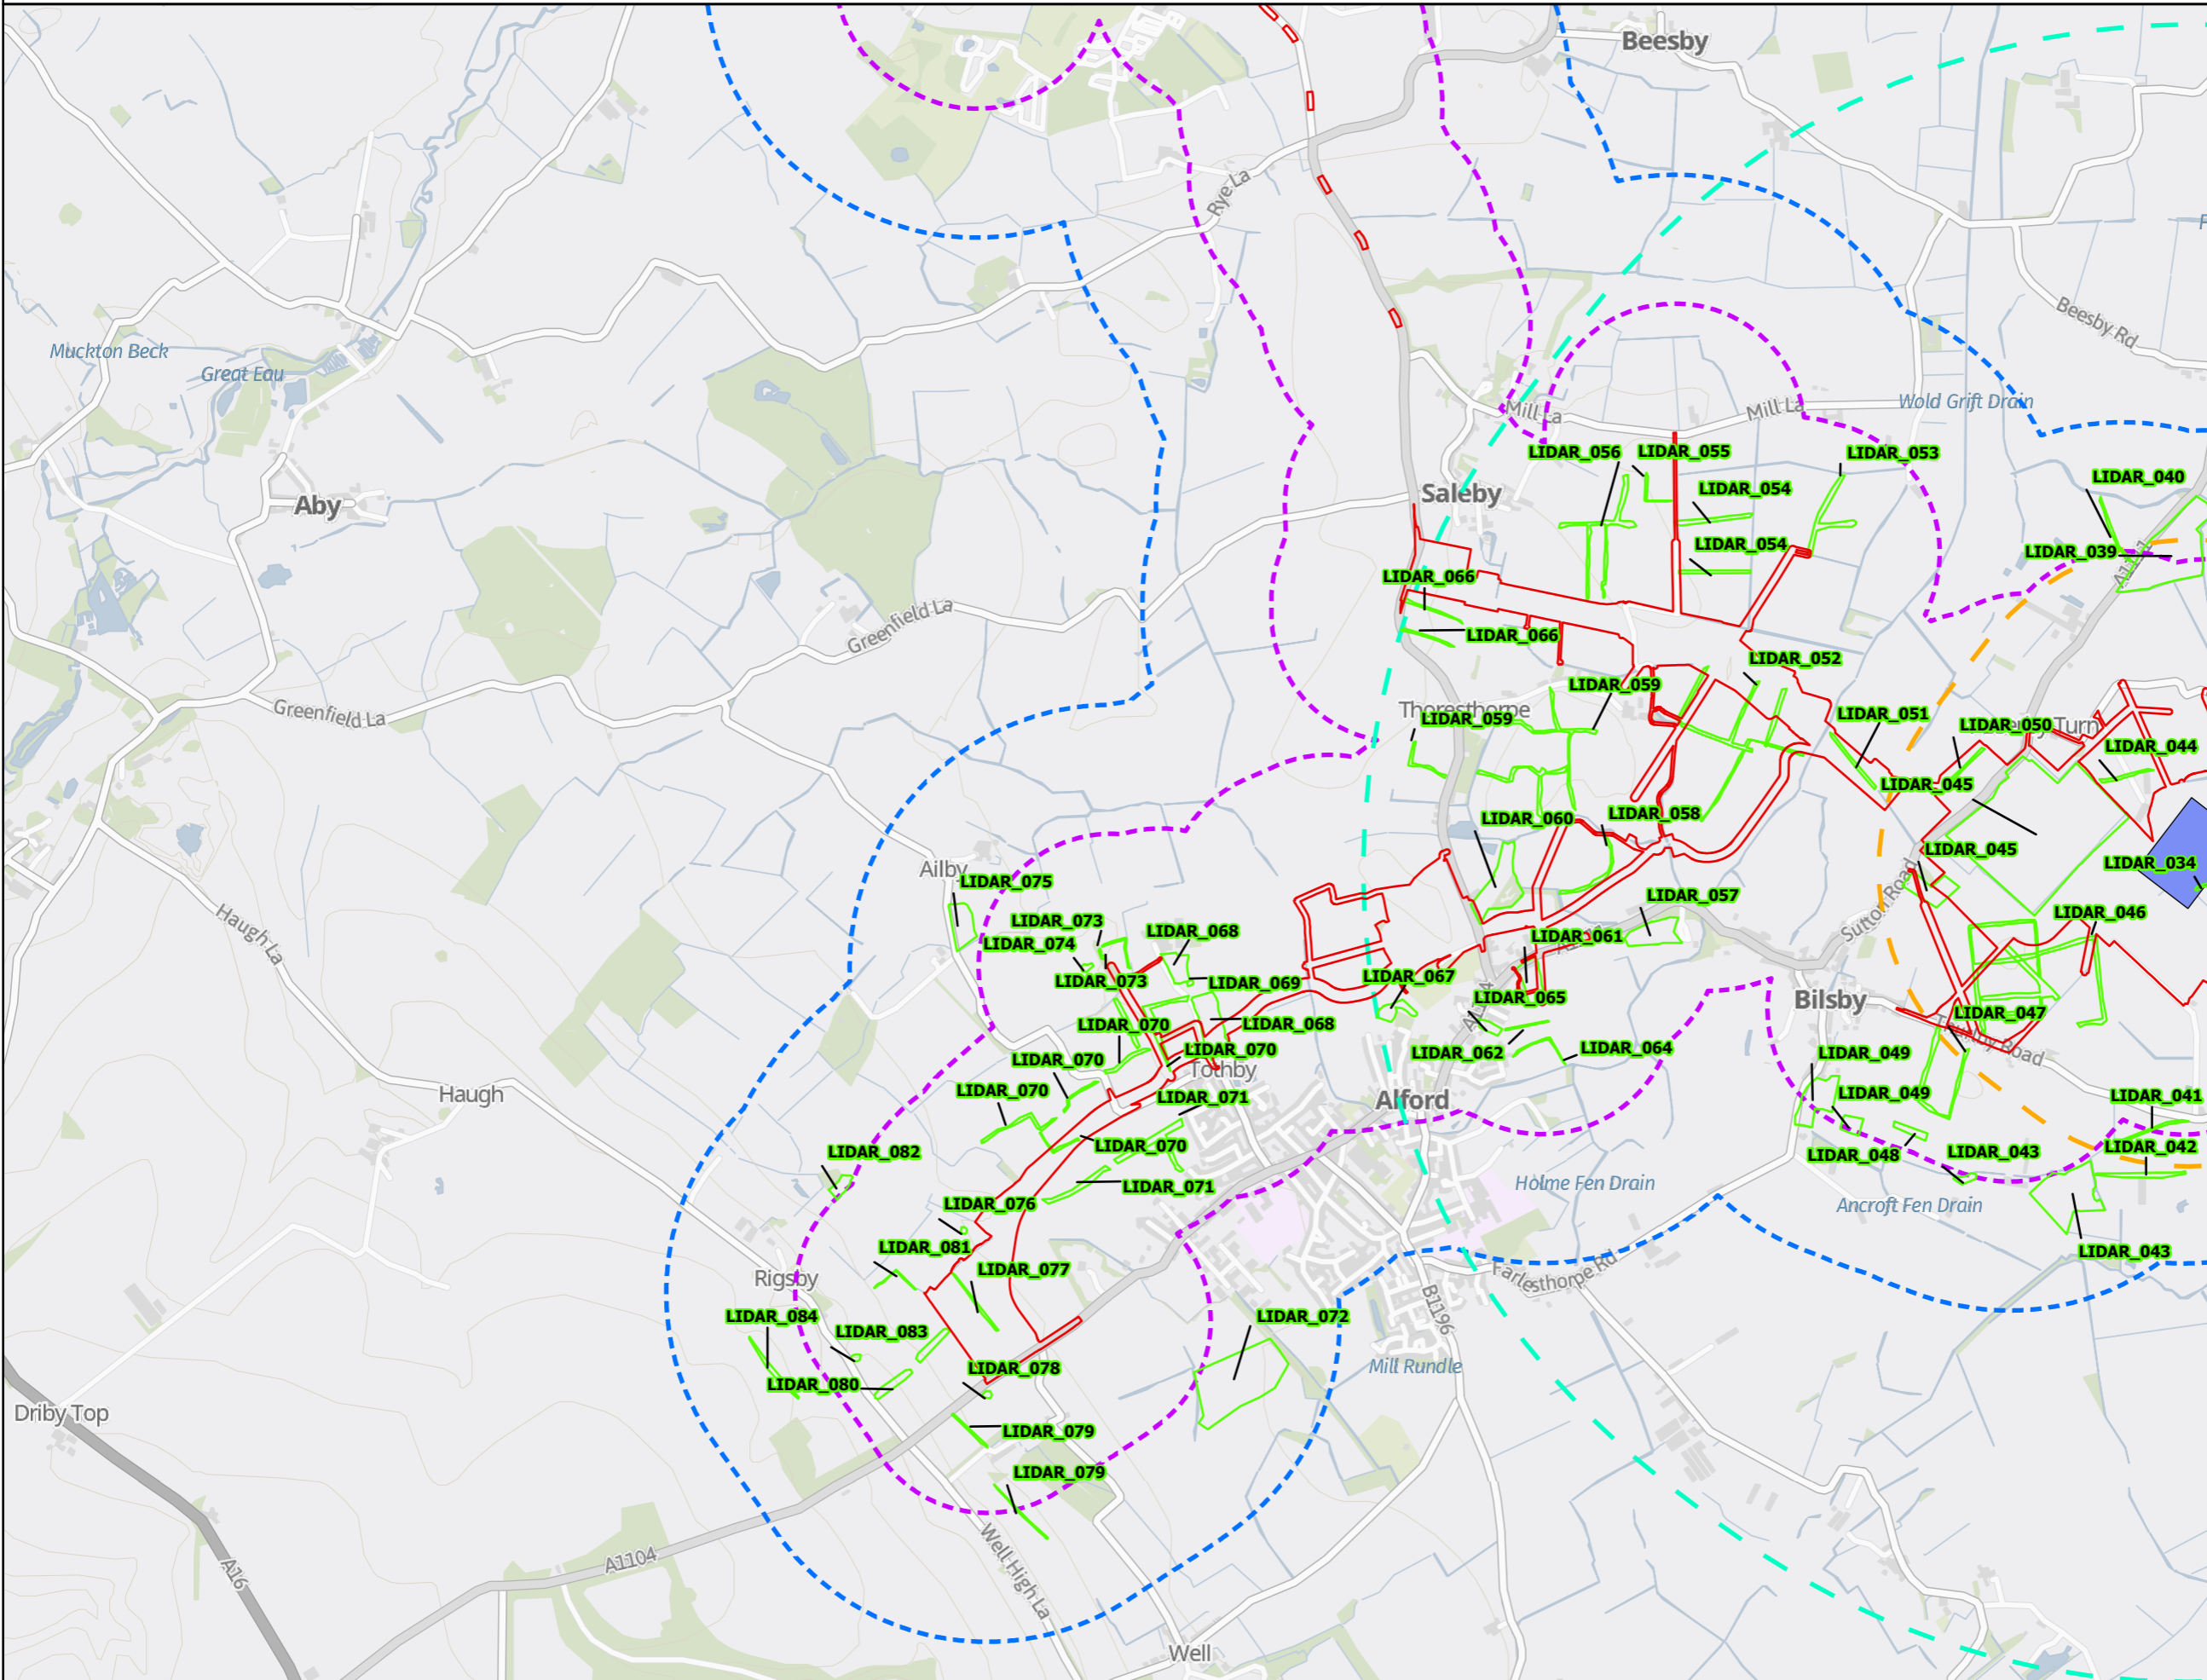 Beesby
Rye La
Beesby Rd
Muckton Beck
Great Eau
Mill La
Mill La
Wold Grift Drain
LIDAR_056
LIDAR_055
LIDAR_053
LIDAR_040
Saleby
LIDAR_054
Aby
LIDAR_054
LIDAR_039
LIDAR_066
Greenfield La
LIDAR_066
LIDAR_052
LIDAR_059
Greenfield La
Thoresthorpe
LIDAR_059
LIDAR_051
LIDAR_050
Turn
LIDAR_044
LIDAR_045
LIDAR_060
LIDAR_058
LIDAR_045
LIDAR_034
Ailby
LIDAR_075
LIDAR_057
Sutton Road
LIDAR_046
Haugh La
LIDAR_073
LIDAR_068
LIDAR_074
LIDAR_061
LIDAR_073
LIDAR_069
LIDAR_067
LIDAR_065
Bilsby
LIDAR_047
LIDAR_070
LIDAR_068
LIDAR_070
LIDAR_070
LIDAR_062
LIDAR_064
LIDAR_049
Tothby
Haugh
LIDAR_070
LIDAR_071
Alford
LIDAR_049
LIDAR_041
LIDAR_082
LIDAR_070
LIDAR_048
LIDAR_043
LIDAR_042
LIDAR_071
Holme Fen Drain
LIDAR_076
Ancroft Fen Drain
LIDAR_081
LIDAR_043
LIDAR_077
Rigsby
Farlesthorpe Rd
B1196
LIDAR_084
LIDAR_083
LIDAR_072
LIDAR_078
Mill Rundle
LIDAR_080
Driby Top
LIDAR_079
LIDAR_079
A16
A1104
Well High La
Well